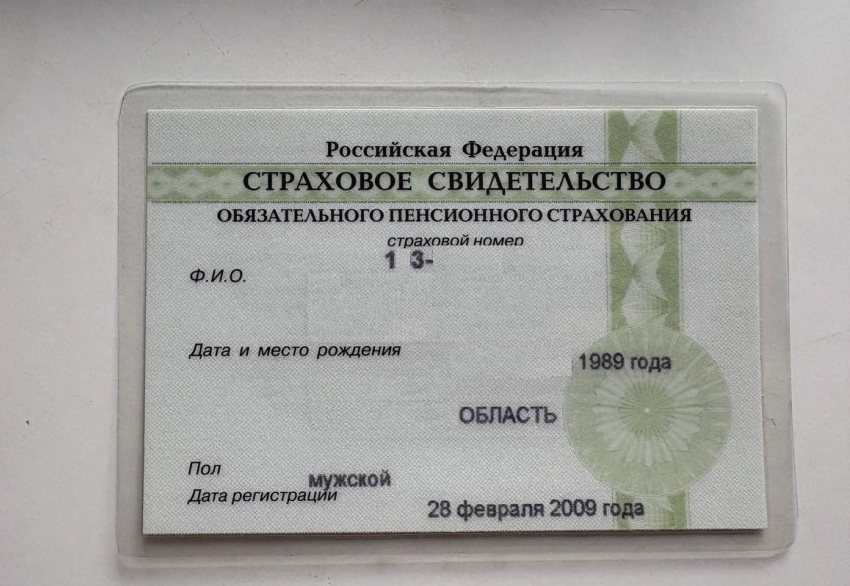 Российская Федерация
СТРАХОВОЕ СВИДЕТЕЛЬСТВО
ОБЯЗАТЕЛЬНОГО ПЕНСИОННОГО СТРАХОВАНИЯ
страховой номер
1 3-
Ф.И.О.
Дата и место рождения
1989 года
ОБЛАСТЬ
Пол
мужской
Дата регистрации
28 февраля 2009 года